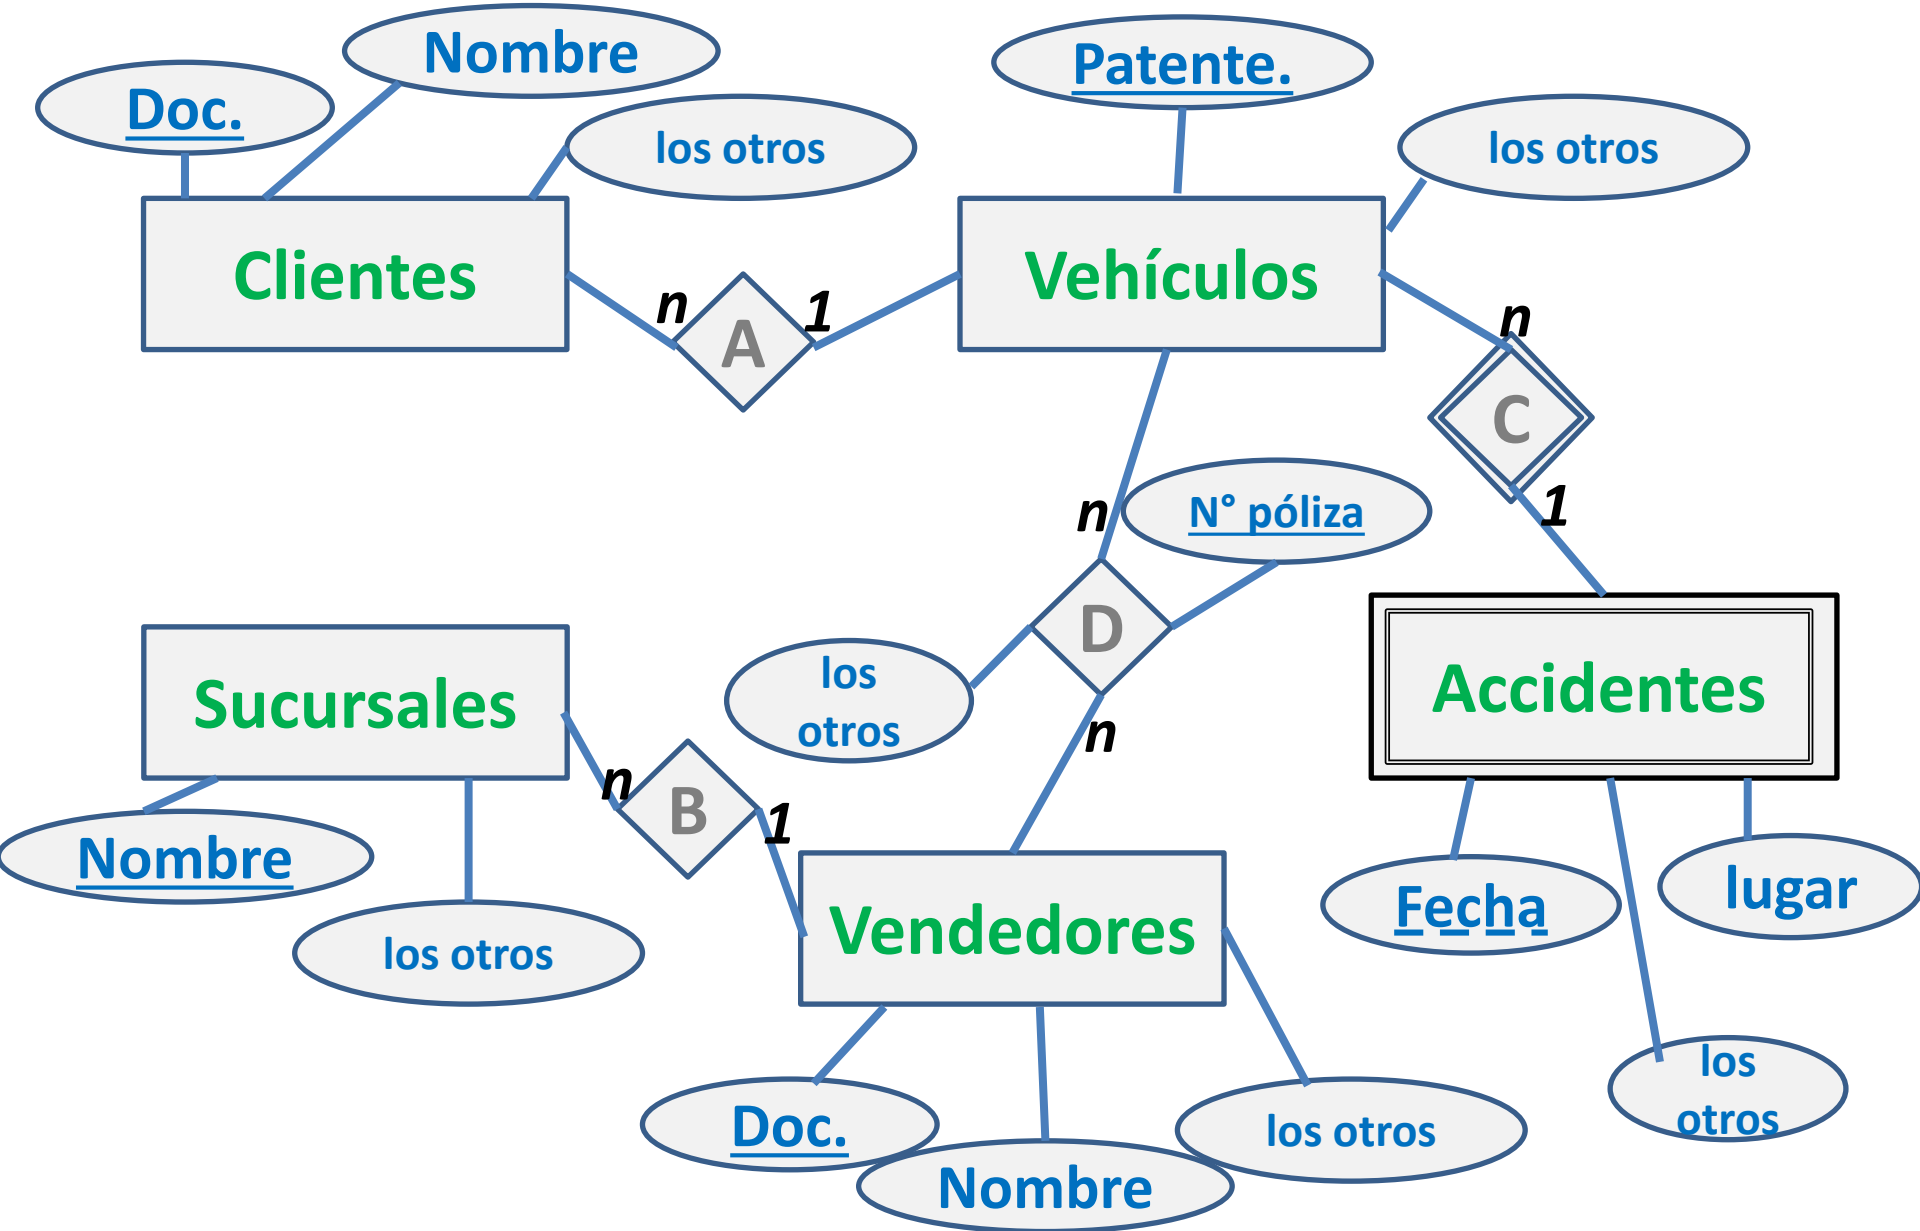 Nombre
Patente.
Doc.
los otros
los otros
Clientes
Vehículos
n
1
n
A
C
n
N° póliza
1
D
los
otros
Sucursales
Accidentes
n
n
B
1
Nombre
Fecha
lugar
los otros
Vendedores
los
otros
Doc.
los otros
Nombre